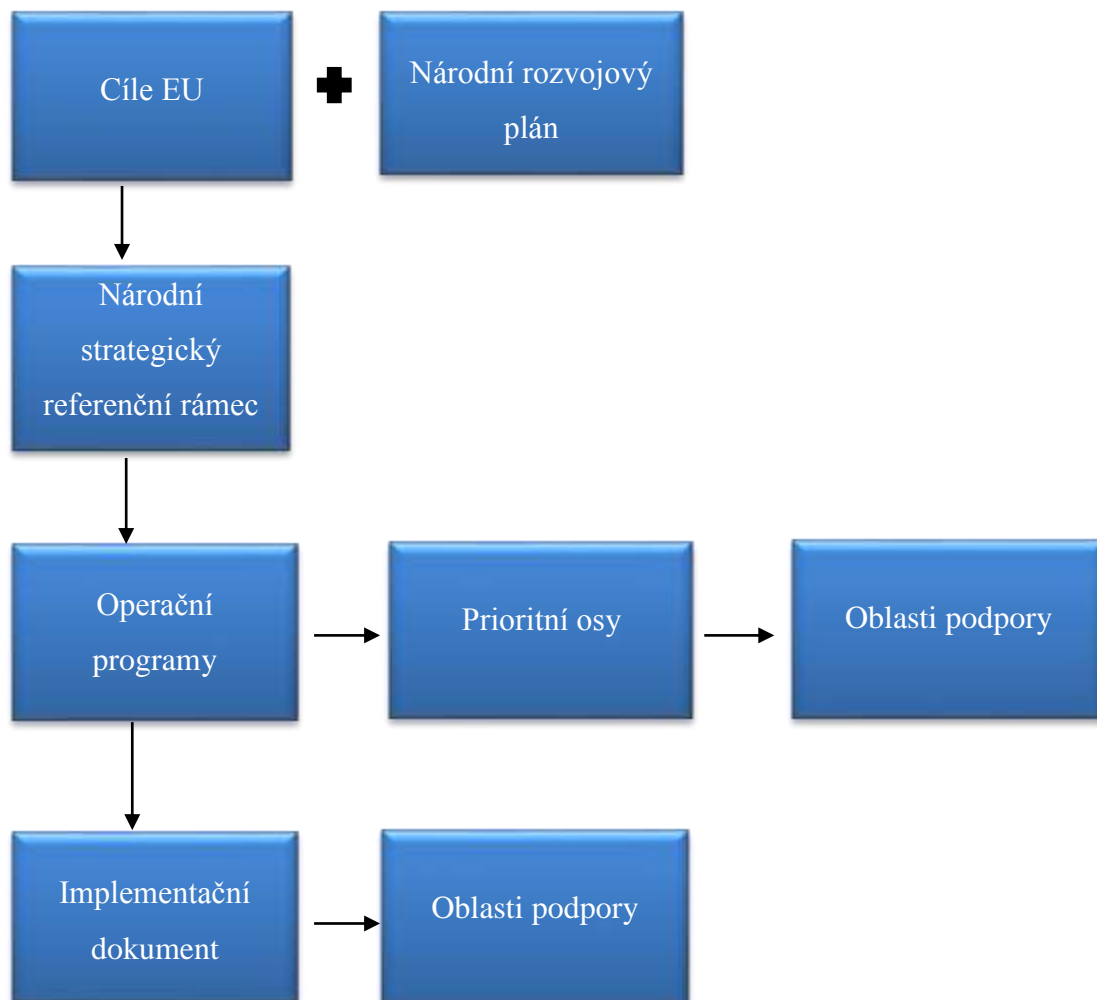 Cíle EU
Národní rozvojový
plán
Národní
strategický
referenční rámec
Operační
programy
Prioritní osy
Oblasti podpory
Implementační
dokument
Oblasti podpory